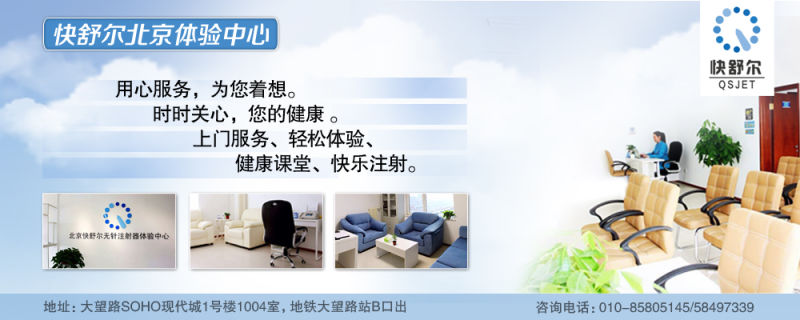 快舒尔北京体验中心
快舒尔
QSJET
用心服务，为您着想。
时时关心，您的健康 。
上门服务、轻松体验、
健康课堂、快乐注射。
北京快舒尔无针注射器体验中心
地址: 大望路SOHO现代城1号楼1004室, 地铁大望路站B口出
咨询电话: 010-85805145/58497339